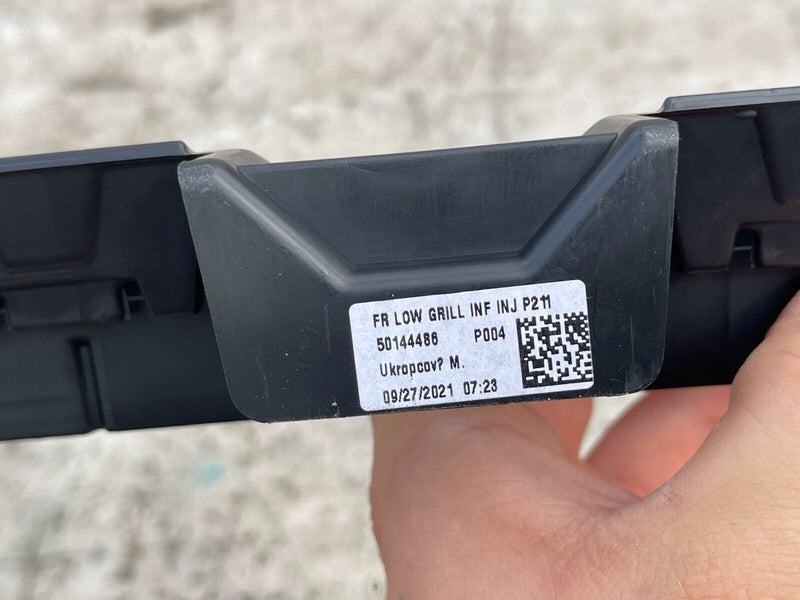 FR LOW GRILL INF INJ P211
50144486 P004
Ukropcov? M.
09/27/2021 07:23